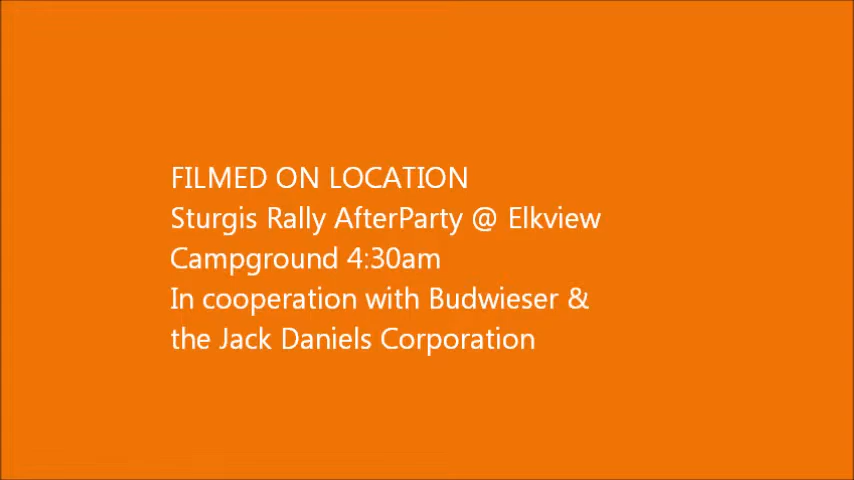 FILMED ON LOCATION
Sturgis Rally AfterParty @ Elkview
Campground 4:30am
In cooperation with Budwieser &
the Jack Daniels Corporation